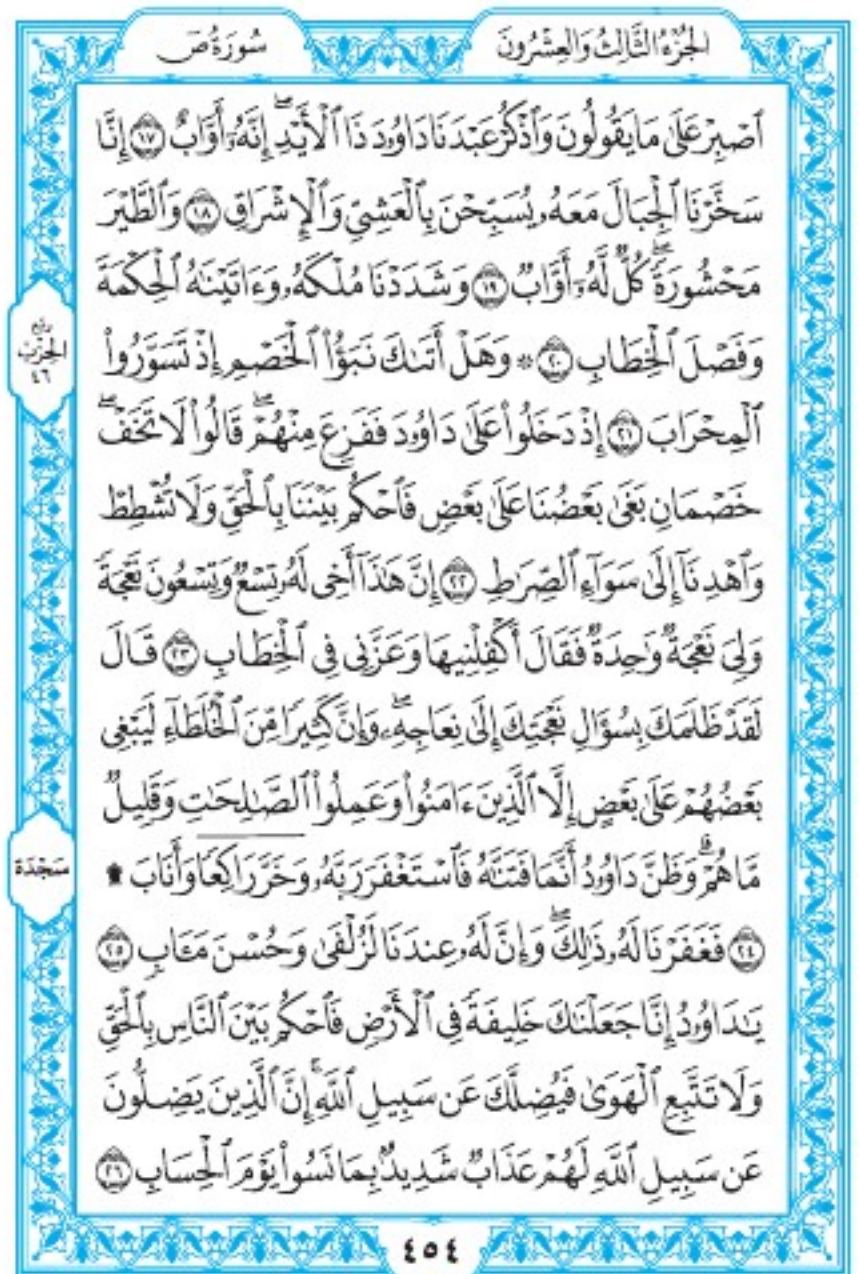 الجُزْءُ الثَّالِثُ وَالعِشْرُونَ
سُورَةُ صٓ
ٱصۡبِرۡ عَلَىٰ مَا يَقُولُونَ وَٱذۡكُرۡ عَبۡدَنَا دَاوُۥدَ ذَا ٱلۡأَيۡدِۖ إِنَّهُۥٓ أَوَّابٌ ١٧ إِنَّا
سَخَّرۡنَا ٱلۡجِبَالَ مَعَهُۥ يُسَبِّحۡنَ بِٱلۡعَشِيِّ وَٱلۡإِشۡرَاقِ ١٨ وَٱلطَّيۡرَ
مَحۡشُورَةٗۖ كُلّٞ لَّهُۥٓ أَوَّابٞ ١٩ وَشَدَدۡنَا مُلۡكَهُۥ وَءَاتَيۡنَٰهُ ٱلۡحِكۡمَةَ
وَفَصۡلَ ٱلۡخِطَابِ ٢٠ ۞ وَهَلۡ أَتَىٰكَ نَبَؤُاْ ٱلۡخَصۡمِ إِذۡ تَسَوَّرُواْ
ٱلۡمِحۡرَابَ ٢١ إِذۡ دَخَلُواْ عَلَىٰ دَاوُۥدَ فَفَزِعَ مِنۡهُمۡۖ قَالُواْ لَا تَخَفۡۖ
خَصۡمَانِ بَغَىٰ بَعۡضُنَا عَلَىٰ بَعۡضٖ فَٱحۡكُم بَيۡنَنَا بِٱلۡحَقِّ وَلَا تُشۡطِطۡ
وَٱهۡدِنَآ إِلَىٰ سَوَآءِ ٱلصِّرَٰطِ ٢٢ إِنَّ هَٰذَآ أَخِي لَهُۥ تِسۡعٞ وَتِسۡعُونَ نَعۡجَةٗ
وَلِيَ نَعۡجَةٞ وَٰحِدَةٞ فَقَالَ أَكۡفِلۡنِيهَا وَعَزَّنِي فِي ٱلۡخِطَابِ ٢٣ قَالَ
لَقَدۡ ظَلَمَكَ بِسُؤَالِ نَعۡجَتِكَ إِلَىٰ نِعَاجِهِۦۖ وَإِنَّ كَثِيرٗا مِّنَ ٱلۡخُلَطَآءِ لَيَبۡغِي
بَعۡضُهُمۡ عَلَىٰ بَعۡضٍ إِلَّا ٱلَّذِينَ ءَامَنُواْ وَعَمِلُواْ ٱلصَّٰلِحَٰتِ وَقَلِيلٞ
مَّا هُمۡۗ وَظَنَّ دَاوُۥدُ أَنَّمَا فَتَنَّٰهُ فَٱسۡتَغۡفَرَ رَبَّهُۥ وَخَرَّۤ رَاكِعٗاۤ وَأَنَابَ ۩
٢٤ فَغَفَرۡنَا لَهُۥ ذَٰلِكَۖ وَإِنَّ لَهُۥ عِندَنَا لَزُلۡفَىٰ وَحُسۡنَ مَـَٔابٖ ٢٥
يَٰدَاوُۥدُ إِنَّا جَعَلۡنَٰكَ خَلِيفَةٗ فِي ٱلۡأَرۡضِ فَٱحۡكُم بَيۡنَ ٱلنَّاسِ بِٱلۡحَقِّ
وَلَا تَتَّبِعِ ٱلۡهَوَىٰ فَيُضِلَّكَ عَن سَبِيلِ ٱللَّهِۚ إِنَّ ٱلَّذِينَ يَضِلُّونَ
عَن سَبِيلِ ٱللَّهِ لَهُمۡ عَذَابٞ شَدِيدُۢ بِمَا نَسُواْ يَوۡمَ ٱلۡحِسَابِ ٢٦
ربع
الحِزْب
٤٦
سَجْدَة
٤٥٤